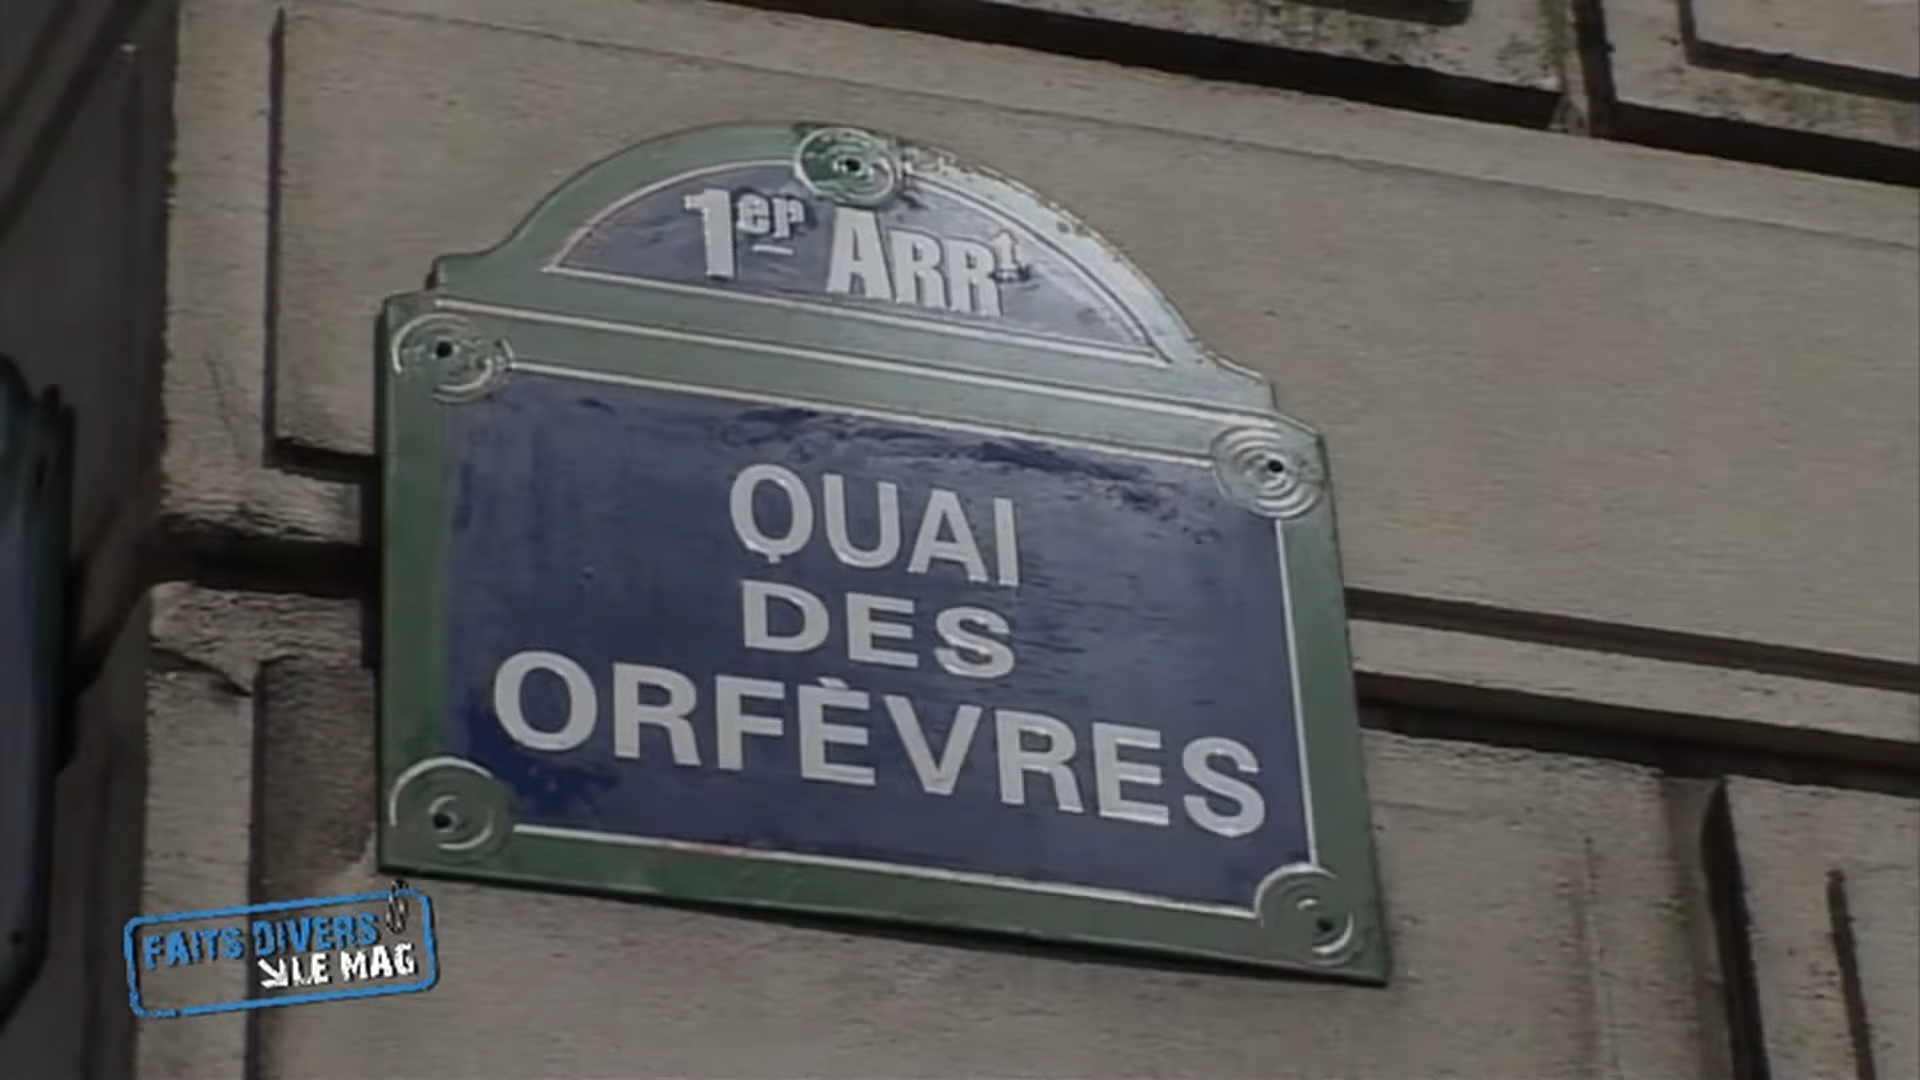 1er ARRt
QUAI
DES
ORFÈVRES
FAITS DIVERS
LE MAG